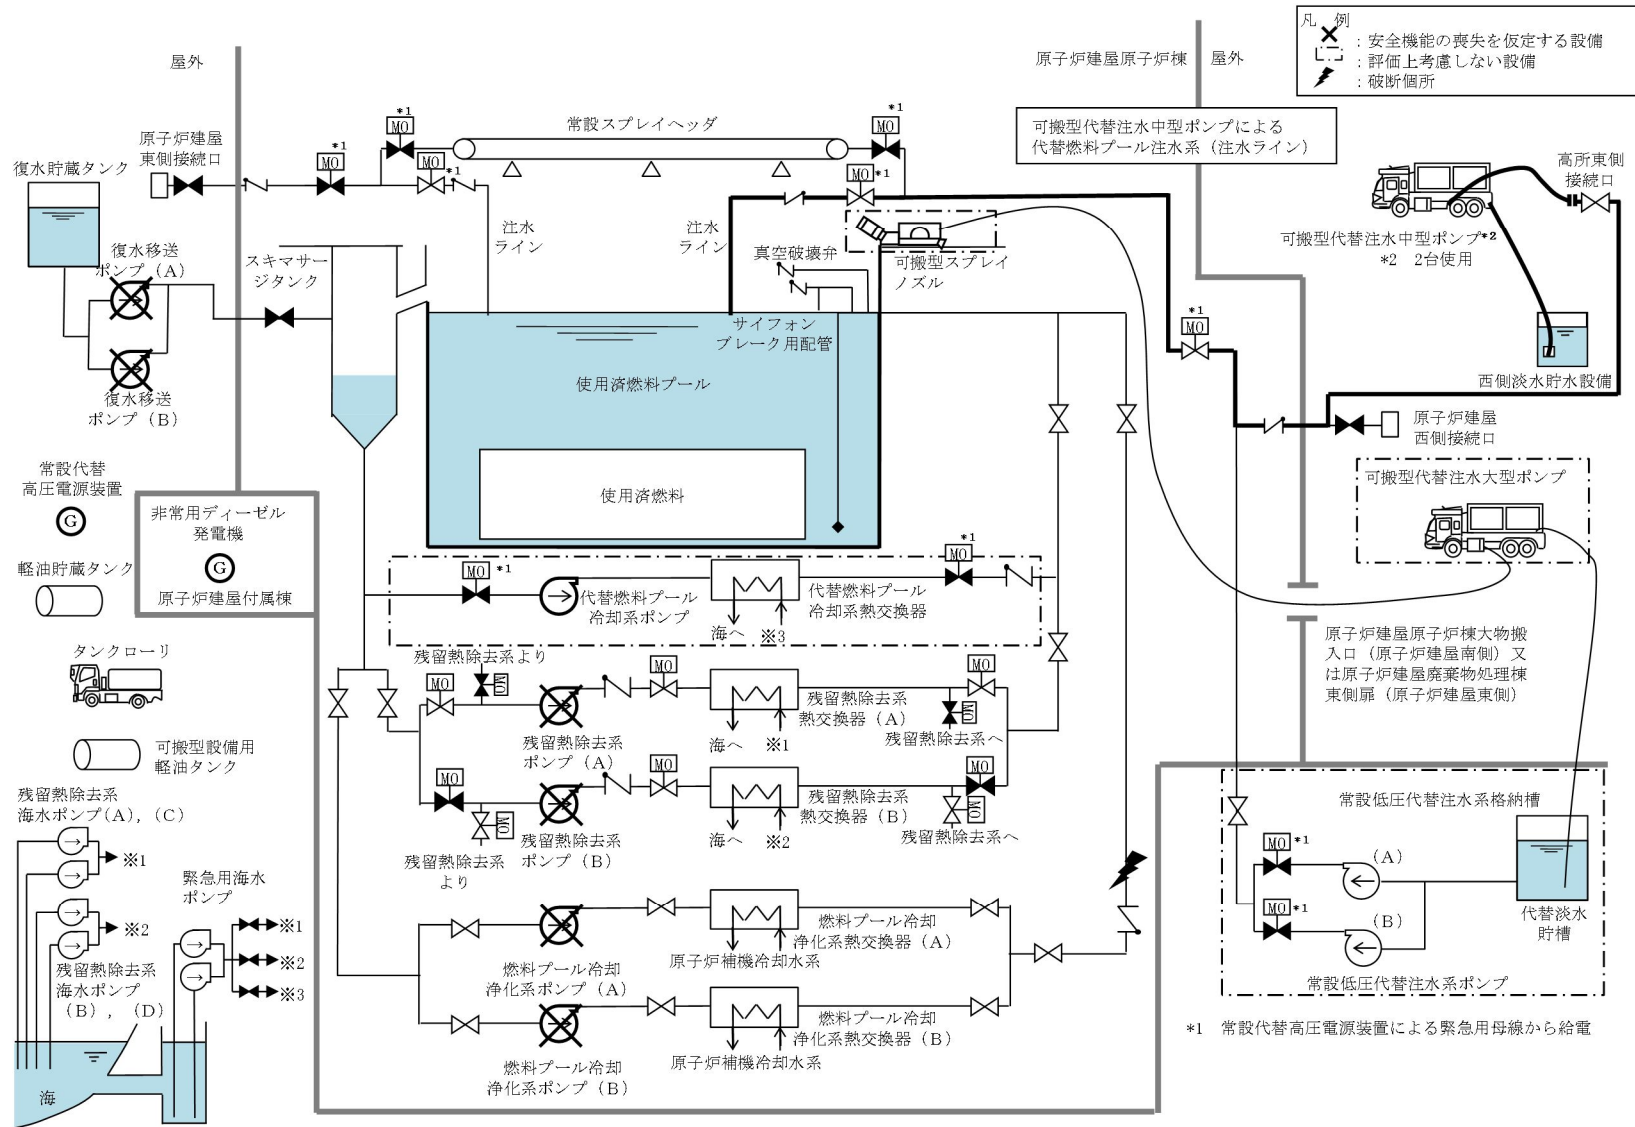 凡　例
：安全機能の喪失を仮定する設備
：評価上考慮しない設備
：破断個所
屋外
原子炉建屋原子炉棟
屋外
可搬型代替注水中型ポンプによる
代替燃料プール注水系（注水ライン）
原子炉建屋
東側接続口
復水貯蔵タンク
*1
MO
*1
MO
MO
*1
常設スプレイヘッダ
*1
MO
MO
*1
高所東側
接続口
可搬型代替注水中型ポンプ*2
*2　2台使用
復水移送
ポンプ（A）
スキマサー
ジタンク
注水
ライン
注水
ライン
真空破壊弁
可搬型スプレイ
ノズル
サイフォン
ブレーク用配管
*1
MO
西側淡水貯水設備
使用済燃料プール
復水移送
ポンプ（B）
原子炉建屋
西側接続口
常設代替
高圧電源装置
G
使用済燃料
可搬型代替注水大型ポンプ
非常用ディーゼル
発電機
G
原子炉建屋付属棟
軽油貯蔵タンク
MO
*1
代替燃料プール
冷却系ポンプ
海へ
※3
代替燃料プール
冷却系熱交換器
*1
MO
原子炉建屋原子炉棟大物搬
入口（原子炉建屋南側）又
は原子炉建屋廃棄物処理棟
東側扉（原子炉建屋東側）
タンクローリ
残留熱除去系より
MO
MO
残留熱除去系
ポンプ（A）
MO
海へ
※1
残留熱除去系
熱交換器（A）
MO
MO
残留熱除去系へ
可搬型設備用
軽油タンク
MO
MO
残留熱除去系
より
残留熱除去系
ポンプ（B）
MO
海へ
※2
残留熱除去系
熱交換器（B）
MO
MO
残留熱除去系へ
残留熱除去系
海水ポンプ(A)，(C)
※1
※2
残留熱除去系
海水ポンプ
（B），（D）
緊急用海水
ポンプ
※1
※2
※3
海
燃料プール冷却
浄化系ポンプ（A）
原子炉補機冷却水系
燃料プール冷却
浄化系熱交換器（A）
燃料プール冷却
浄化系ポンプ（B）
原子炉補機冷却水系
燃料プール冷却
浄化系熱交換器（B）
常設低圧代替注水系格納槽
MO
*1
（A）
MO
*1
（B）
代替淡水
貯槽
常設低圧代替注水系ポンプ
*1　常設代替高圧電源装置による緊急用母線から給電